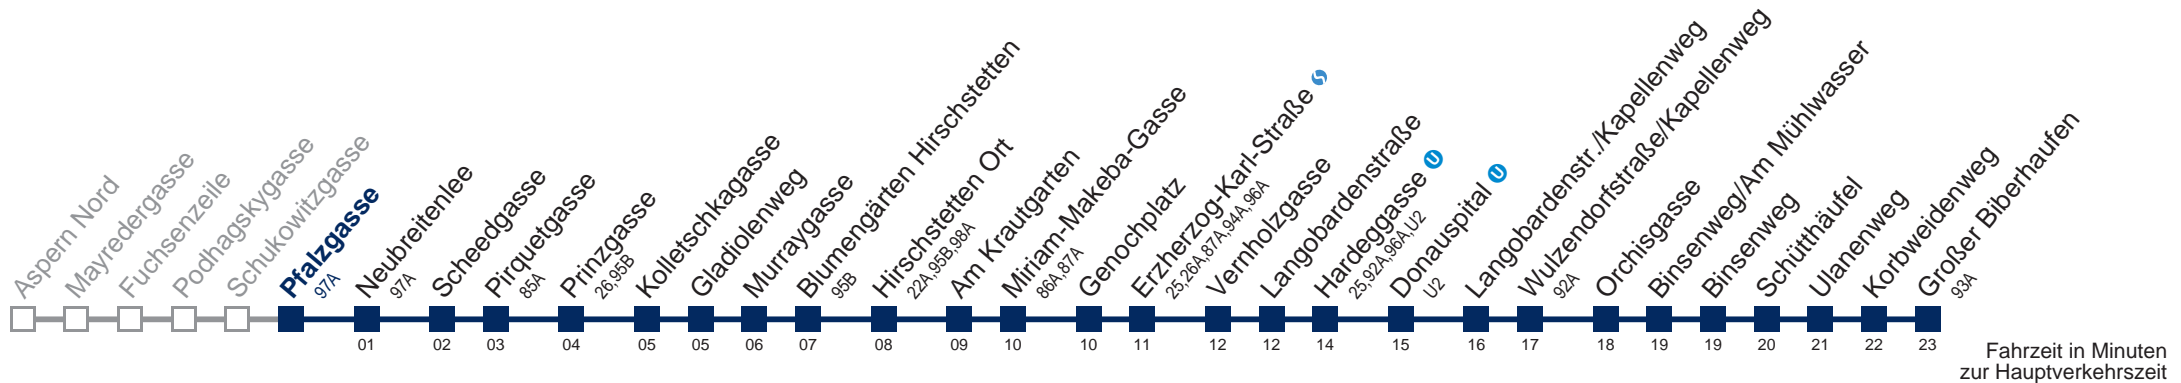 Aspern Nord
Mayredergasse
Fuchsenzeile
Podhagskygasse
Schukowitzgasse
Pfalzgasse
97A
Neubreitenlee
97A
Scheedgasse
Pirquetgasse
85A
Prinzgasse
26,95B
Kolletschkagasse
Gladiolenweg
Murraygasse
Blumengärten Hirschstetten
95B
Hirschstetten Ort
22A,95B,98A
Am Krautgarten
Miriam-Makeba-Gasse
86A,87A
Genochplatz
Erzherzog-Karl-Straße S
25,26A,87A,94A,96A
Vernholzgasse
Langobardenstraße
Hardeggasse U
25,92A,96A,U2
Donauspital U
U2
Langobardenstr./Kapellenweg
Wulzendorfstraße/Kapellenweg
92A
Orchisgasse
Binsenweg/Am Mühlwasser
Binsenweg
Schütthäufel
Ulanenweg
Korbweidenweg
Großer Biberhaufen
93A
01 02 03 04 05 05 06 07 08 09 10 10 11 12 12 14 15 16 17 18 19 19 20 21 22 23
Fahrzeit in Minuten
zur Hauptverkehrszeit